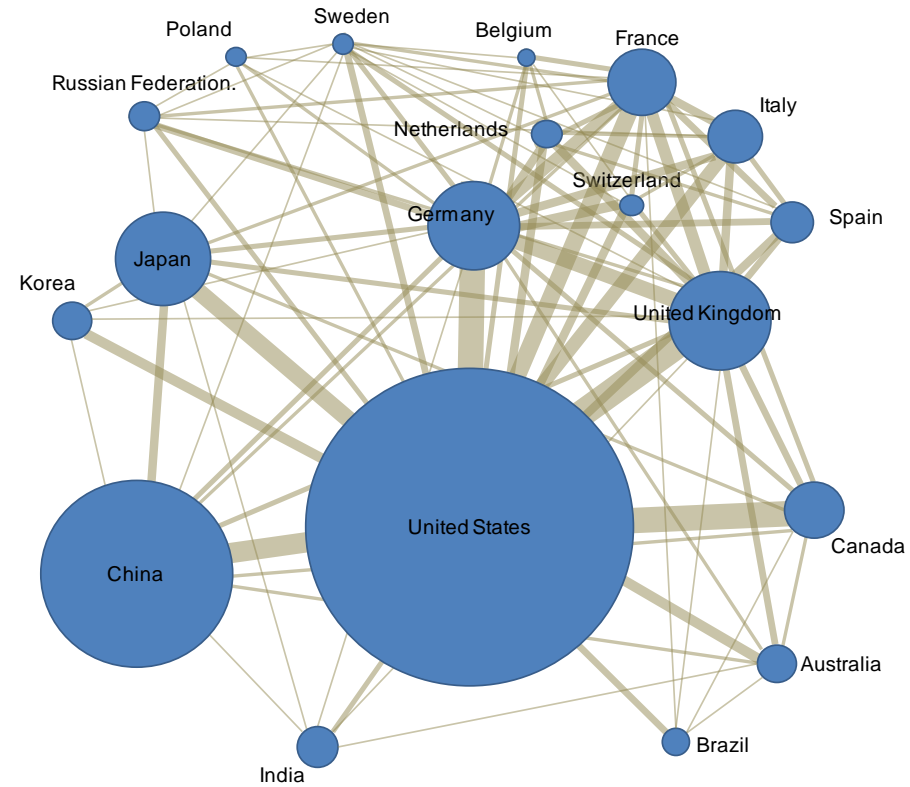 Sweden
Poland
Belgium
France
Russian Federation.
Italy
Netherlands
Switzerland
Germany
Spain
Japan
Korea
United Kingdom
United States
Canada
China
Australia
Brazil
India